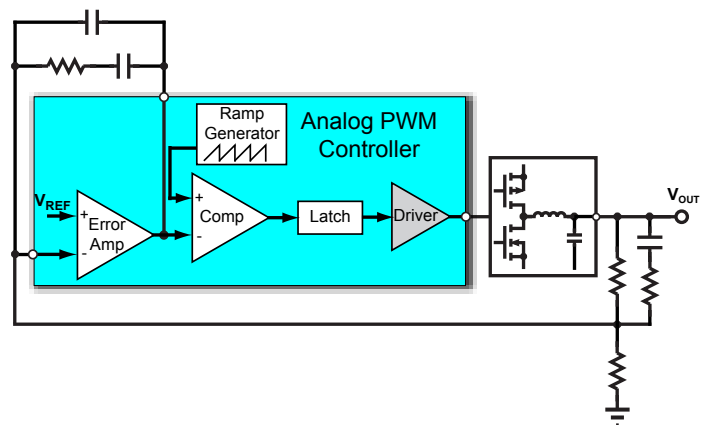 Ramp
Generator
Analog PWM
Controller
VREF
+
Error
Amp
-
+
Comp
-
Latch
Driver
VOUT